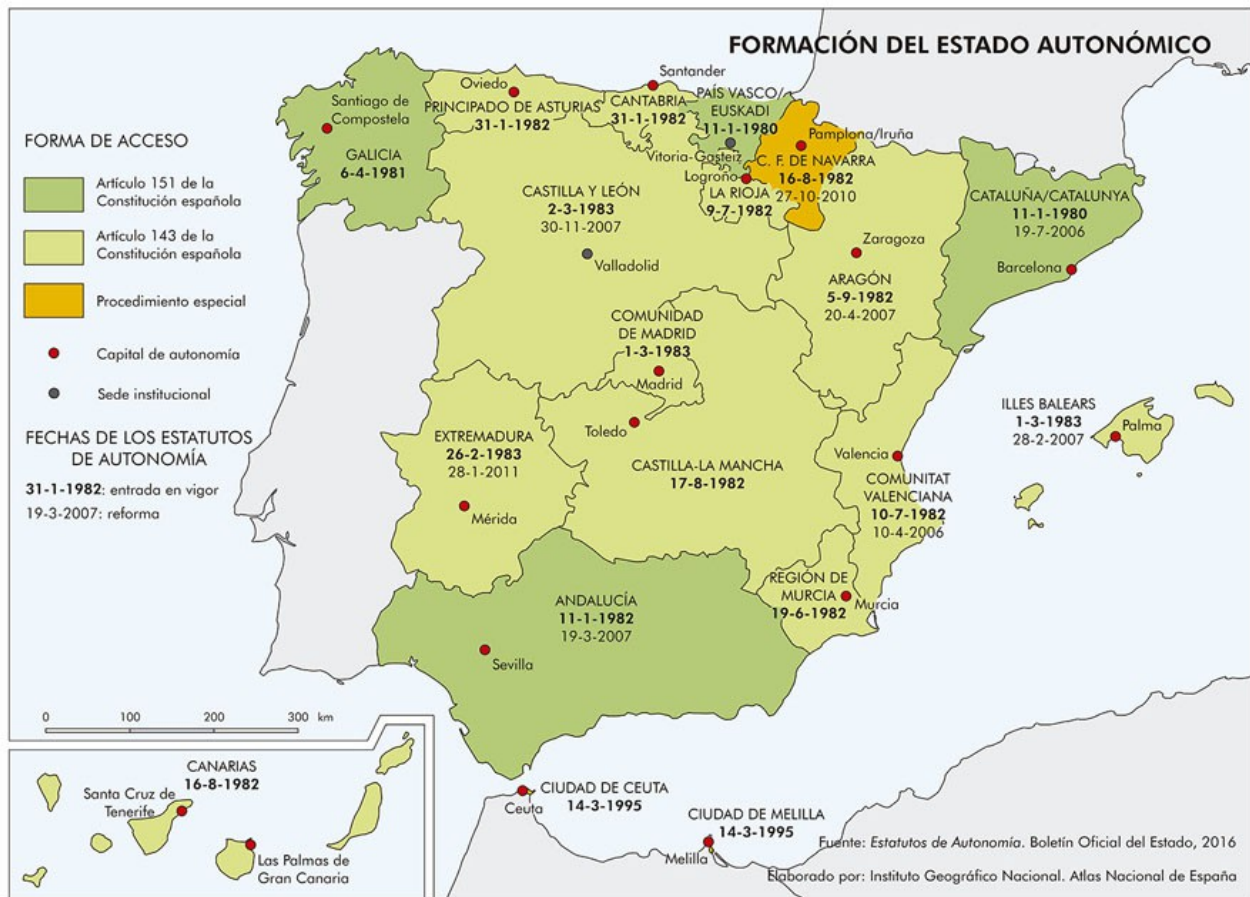 FORMACIÓN DEL ESTADO AUTONÓMICO
FORMA DE ACCESO
Artículo 151 de la
Constitución española
Artículo 143 de la
Constitución española
Procedimiento especial
Capital de autonomía
Sede institucional
FECHAS DE LOS ESTATUTOS
DE AUTONOMÍA
31-1-1982: entrada en vigor
19-3-2007: reforma
Santiago de
Compostela
GALICIA
6-4-1981
Oviedo
PRINCIPADO DE ASTURIAS
31-1-1982
Santander
CANTABRIA
31-1-1982
PAÍS VASCO/
EUSKADI
11-1-1980
Vitoria-Gasteiz
Pamplona/Iruña
C. F. DE NAVARRA
16-8-1982
27-10-2010
Logroño
LA RIOJA
9-7-1982
CASTILLA Y LEÓN
2-3-1983
30-11-2007
Valladolid
Zaragoza
ARAGÓN
5-9-1982
20-4-2007
CATALUÑA/CATALUNYA
11-1-1980
19-7-2006
Barcelona
COMUNIDAD
DE MADRID
1-3-1983
Madrid
EXTREMADURA
26-2-1983
28-1-2011
Mérida
Toledo
CASTILLA-LA MANCHA
17-8-1982
Valencia
COMUNITAT
VALENCIANA
10-7-1982
10-4-2006
ILLES BALEARS
1-3-1983
28-2-2007
Palma
REGIÓN DE
MURCIA
19-6-1982
Murcia
ANDALUCÍA
11-1-1982
19-3-2007
Sevilla
0 100 200 300 km
CANARIAS
16-8-1982
Santa Cruz de
Tenerife
Las Palmas de
Gran Canaria
CIUDAD DE CEUTA
14-3-1995
Ceuta
CIUDAD DE MELILLA
14-3-1995
Melilla
Fuente: Estatutos de Autonomía. Boletín Oficial del Estado, 2016
Elaborado por: Instituto Geográfico Nacional. Atlas Nacional de España